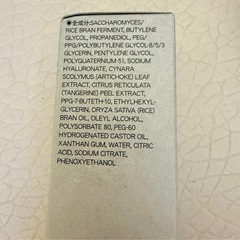 ●全成分:SACCHAROMYCES/
RICE BRAN FERMENT, BUTYLENE
GLYCOL, PROPANEDIOL, PEG/
PPG/POLYBUTYLENE GLYCOL-8/5/3
GLYCERIN, PENTYLENE GLYCOL,
POLYQUATERNIUM-51, SODIUM
HYALURONATE, CYNARA
SCOLYMUS (ARTICHOKE) LEAF
EXTRACT, CITRUS RETICULATA
(TANGERINE) PEEL EXTRACT,
PPG-7-BUTETH-10, ETHYLHEXYL-
GLYCERIN, ORYZA SATIVA (RICE)
BRAN OIL, OLEYL ALCOHOL,
POLYSORBATE 80, PEG-60
HYDROGENATED CASTOR OIL,
XANTHAN GUM, WATER, CITRIC
ACID, SODIUM CITRATE,
PHENOXYETHANOL